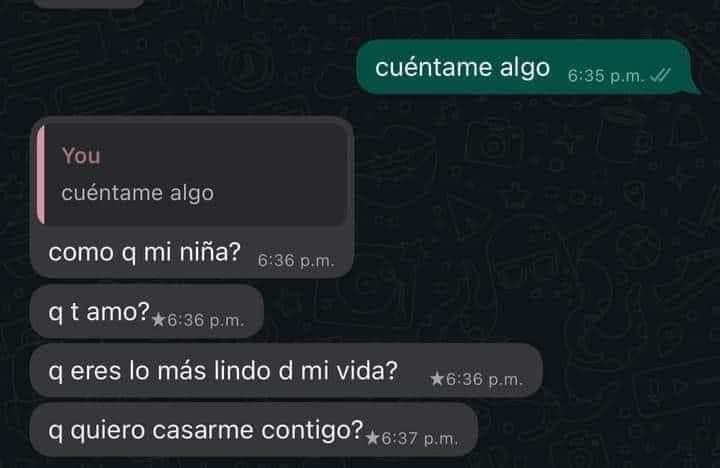 cuéntame algo 6:35 p.m.
You
cuéntame algo
como q mi niña? 6:36 p.m.
q t amo? ★6:36 p.m.
q eres lo más lindo d mi vida? ★6:36 p.m.
q quiero casarme contigo? ★6:37 p.m.